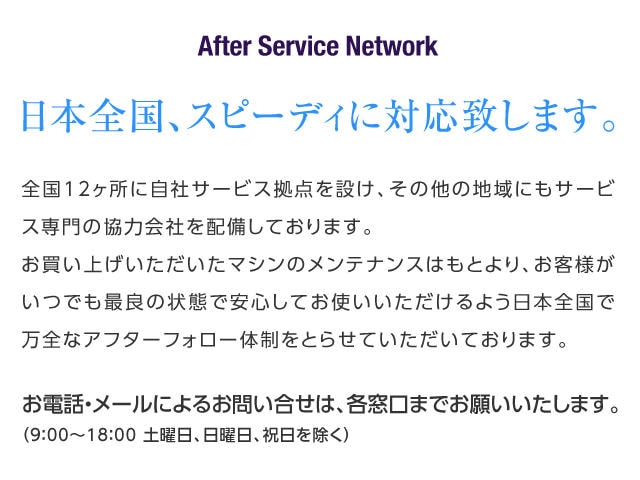 After Service Network
日本全国、スピーディに対応致します。
全国12ヶ所に自社サービス拠点を設け、その他の地域にもサービ
ス専門の協力会社を配備しております。
お買い上げいただいたマシンのメンテナンスはもとより、お客様が
いつでも最良の状態で安心してお使いいただけるよう日本全国で
万全なアフターフォロー体制をとらせていただいております。
お電話・メールによるお問い合せは、各窓口までお願いいたします。
（9：00〜18：00 土曜日、日曜日、祝日を除く）